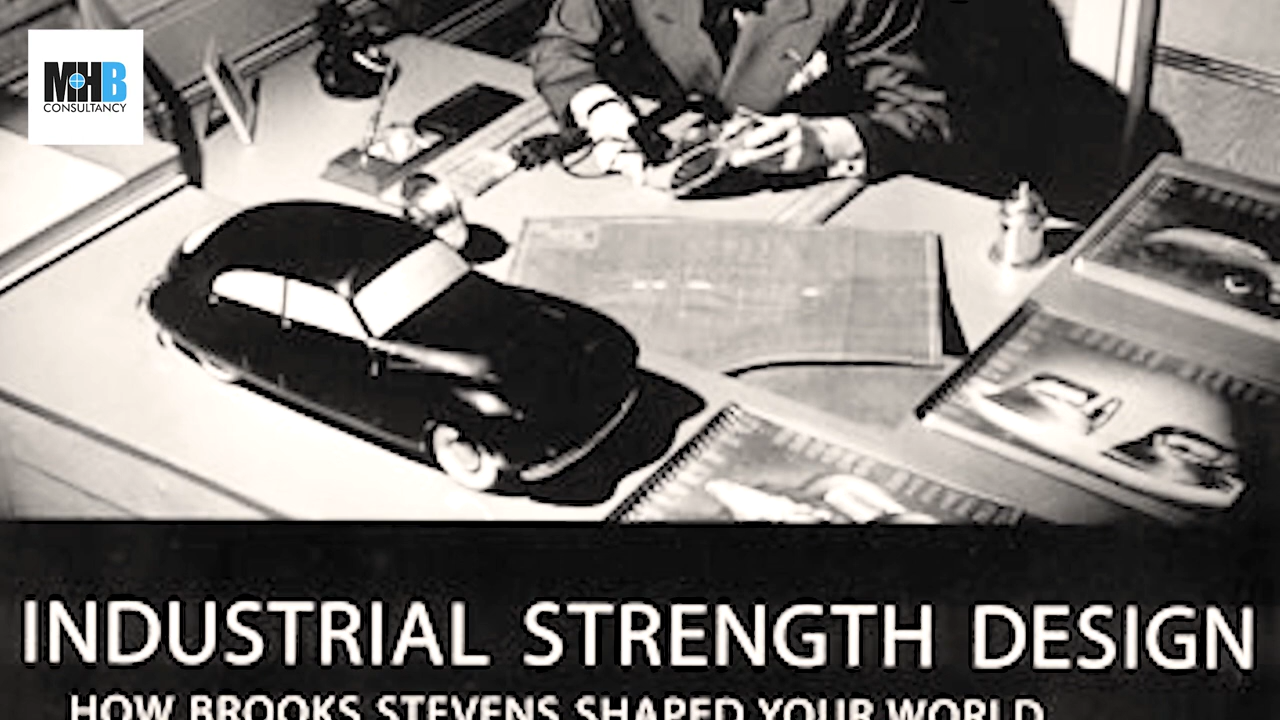 MHB
CONSULTANCY
INDUSTRIAL STRENGTH DESIGN
HOW BROOKS STEVENS SHAPED YOUR WORLD